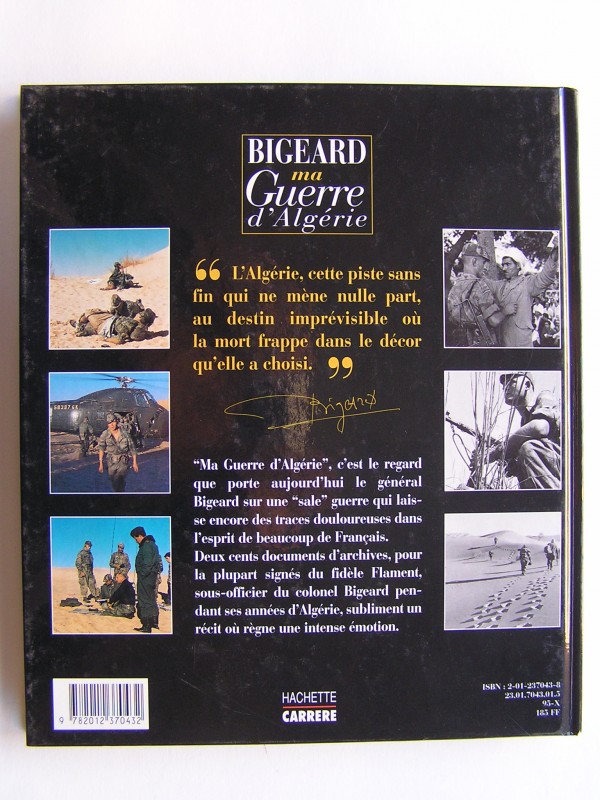 BIGEARD
ma
Guerre
d'Algérie
“ L'Algérie, cette piste sans
fin qui ne mène nulle part,
au destin imprévisible où
la mort frappe dans le décor
qu'elle a choisi. ”
Bigeard
“Ma Guerre d'Algérie”, c'est le regard
que porte aujourd'hui le général
Bigeard sur une “sale” guerre qui lais-
se encore des traces douloureuses dans
l'esprit de beaucoup de Français.
Deux cents documents d'archives, pour
la plupart signés du fidèle Flament,
sous-officier du colonel Bigeard pen-
dant ses années d'Algérie, subliment un
récit où règne une intense émotion.
9 782012 370432
HACHETTE
CARRERE
ISBN : 2-01-237043-8
23.01.7043.01.5
95-X
185 FF